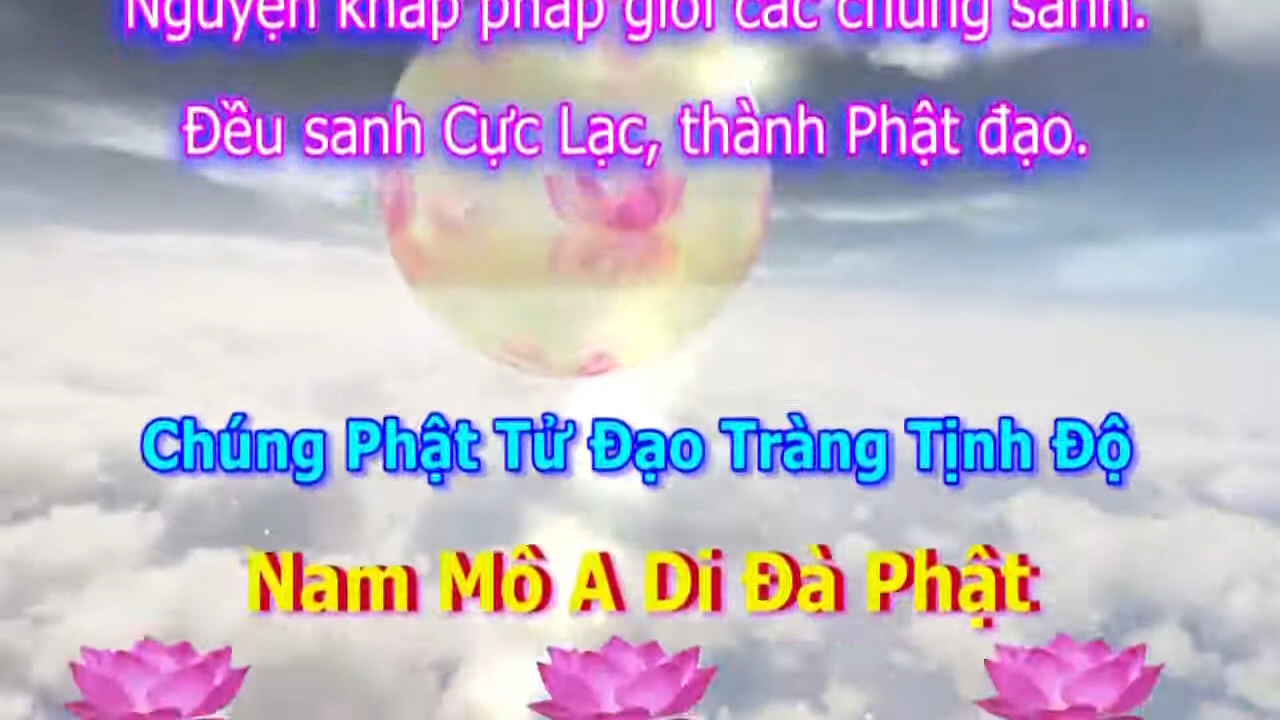 Nguyện khắp pháp giới các chúng sanh.
Đều sanh Cực Lạc, thành Phật đạo.
Chúng Phật Tử Đạo Tràng Tịnh Độ
Nam Mô A Di Đà Phật